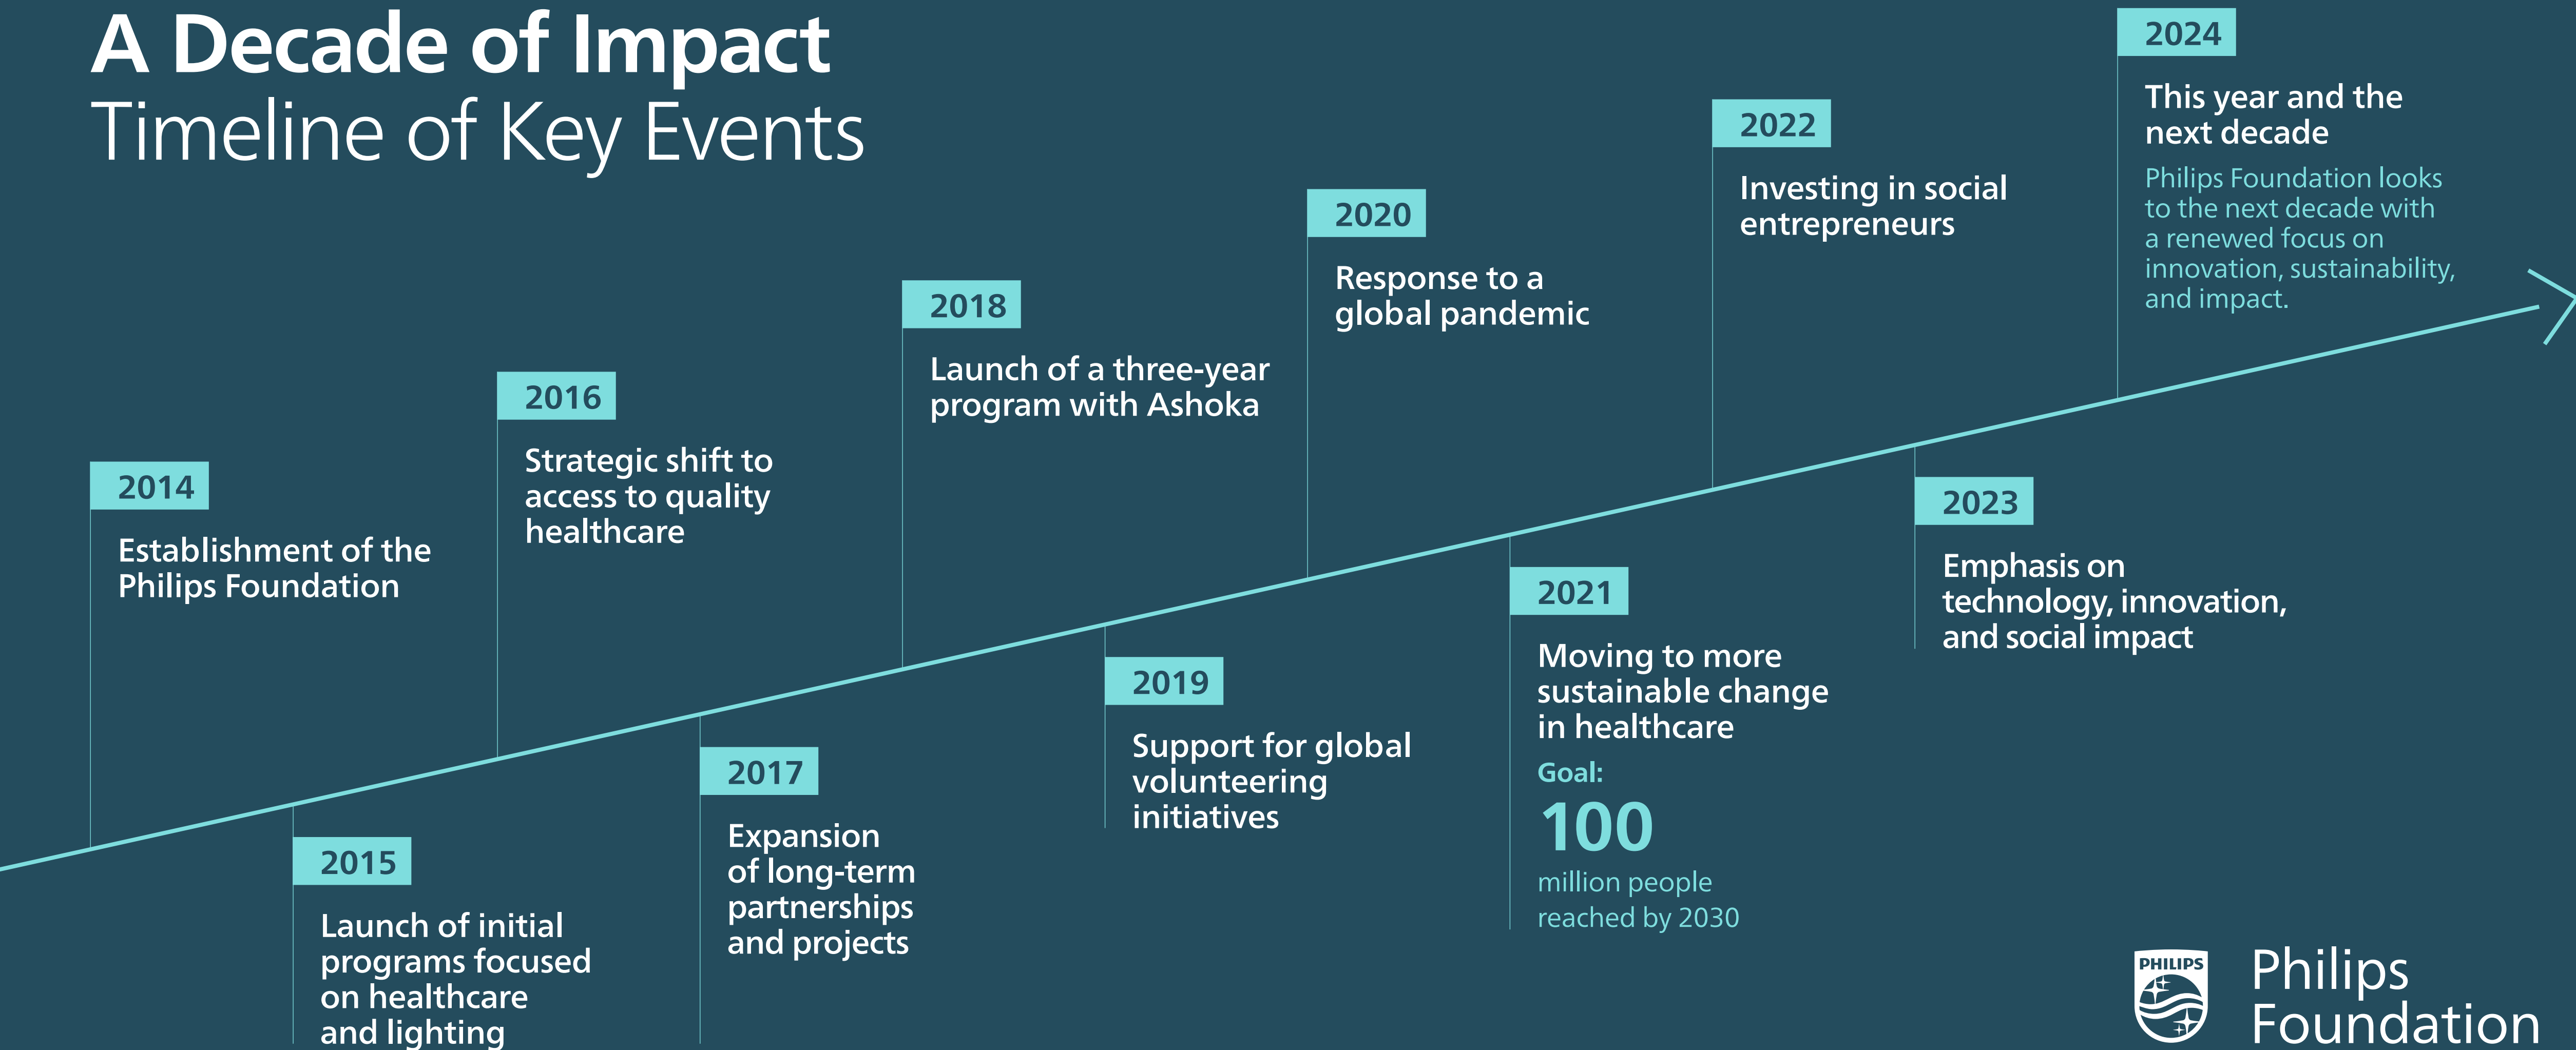 A Decade of Impact
Timeline of Key Events
2014
Establishment of the
Philips Foundation
2015
Launch of initial
programs focused
on healthcare
and lighting
2016
Strategic shift to
access to quality
healthcare
2017
Expansion
of long-term
partnerships
and projects
2018
Launch of a three-year
program with Ashoka
2019
Support for global
volunteering
initiatives
2020
Response to a
global pandemic
2021
Moving to more
sustainable change
in healthcare
Goal:
100
million people
reached by 2030
2022
Investing in social
entrepreneurs
2023
Emphasis on
technology, innovation,
and social impact
2024
This year and the
next decade
Philips Foundation looks
to the next decade with
a renewed focus on
innovation, sustainability,
and impact.
PHILIPS
Philips
Foundation